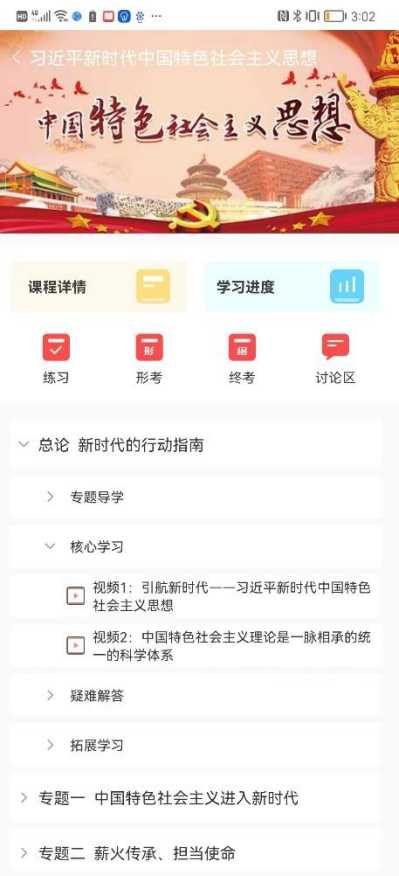 HD
3:02
习近平新时代中国特色社会主义思想
中国特色社会主义思想
课程详情
学习进度
形
终
练习
形考
终考
讨论区
总论 新时代的行动指南
专题导学
核心学习
视频1：引航新时代——习近平新时代中国特色
社会主义思想
视频2：中国特色社会主义理论是一脉相承的统
一的科学体系
疑难解答
拓展学习
专题一 中国特色社会主义进入新时代
专题二 薪火传承、担当使命